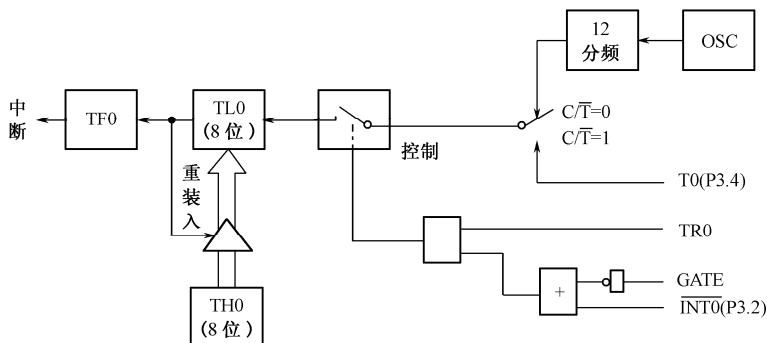 12
分频
OSC
中断
TF0
TL0
(8位)
控制
C/T̅=0
C/T̅=1
T0(P3.4)
重装入
TR0
TH0
(8位)
+
GATE
I̅N̅T̅0̅(P3.2)